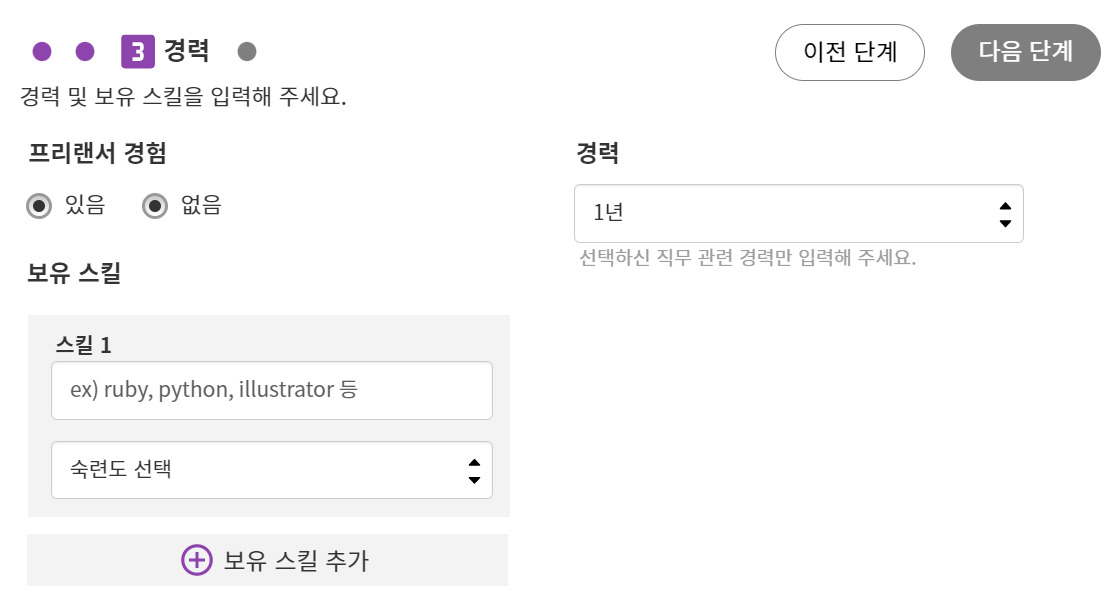 3 경력
이전 단계
다음 단계
경력 및 보유 스킬을 입력해 주세요.
프리랜서 경험
있음
없음
경력
1년
선택하신 직무 관련 경력만 입력해 주세요.
보유 스킬
스킬 1
ex) ruby, python, illustrator 등
숙련도 선택
보유 스킬 추가